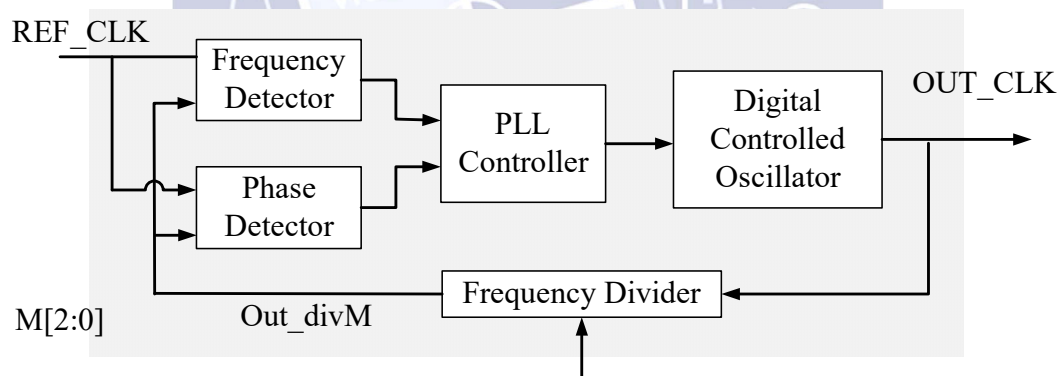 REF_CLK
Frequency
Detector
PLL
Controller
Digital
Controlled
Oscillator
OUT_CLK
Phase
Detector
Frequency Divider
Out_divM
M[2:0]